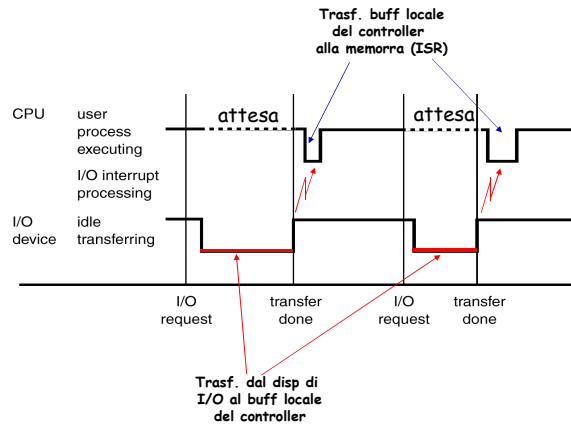 Trasf. buff locale
del controller
alla memorra (ISR)
CPU
user
process
executing
attesa
attesa
I/O interrupt
processing
I/O
device
idle
transferring
I/O
request
transfer
done
I/O
request
transfer
done
Trasf. dal disp di
I/O al buff locale
del controller